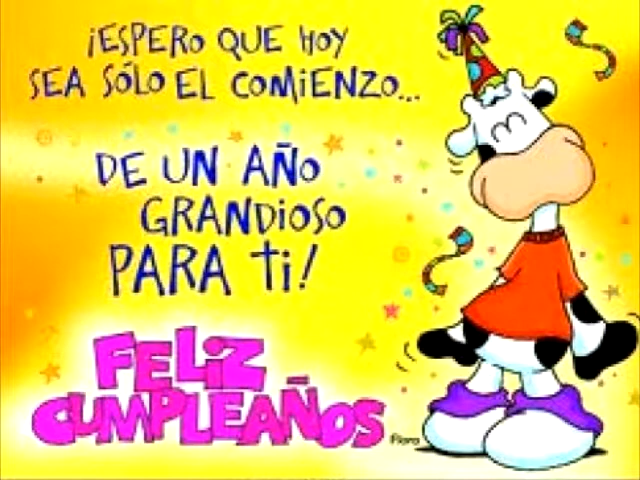 ¡ESPERO QUE HOY
SEA SÓLO EL COMIENZO...
DE UN AÑO
GRANDIOSO
PARA TI!
FELIZ
CUMPLEAÑOS